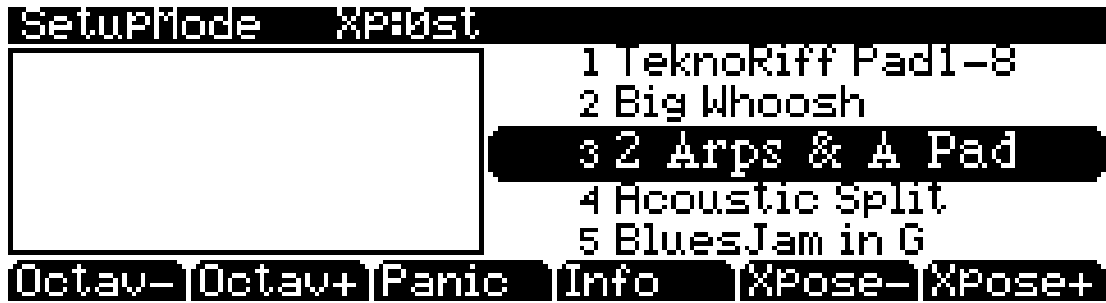 SetupMode XP:0st
1 TeknoRiff Pad1-8
2 Big Whoosh
3 2 Arps & A Pad
4 Acoustic Split
5 BluesJam in G
Octav- Octav+ Panic Info Xpose- Xpose+